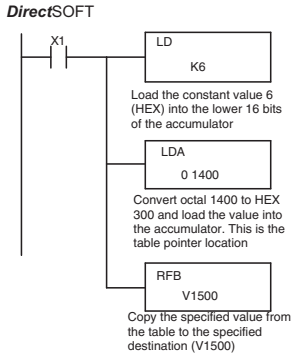 DirectSOFT
X1
LD
K6
Load the constant value 6
(HEX) into the lower 16 bits
of the accumulator
LDA
0 1400
Convert octal 1400 to HEX
300 and load the value into
the accumulator. This is the
table pointer location
RFB
V1500
Copy the specified value from
the table to the specified
destination (V1500)